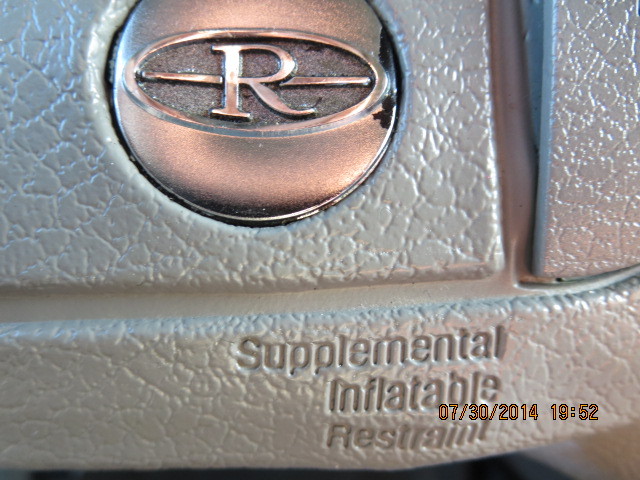 R
Supplemental
Inflatable
Restraint
07/30/2014 19:52